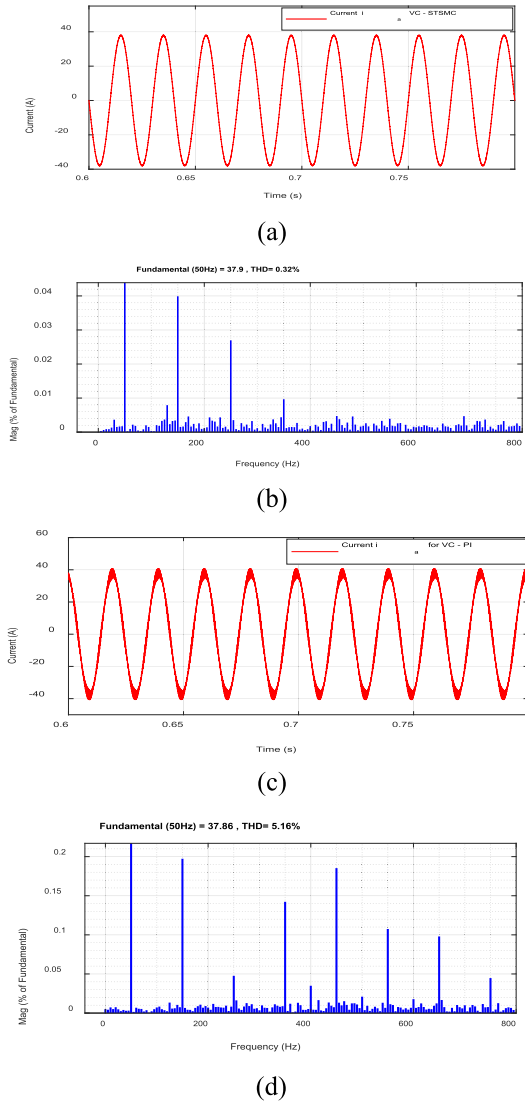 Current i a VC - STSMC
40
20
0
-20
-40
Current (A)
0.6 0.65 0.7 0.75
Time (s)
(a)
Fundamental (50Hz) = 37.9 , THD= 0.32%
0.04
0.03
0.02
0.01
0
Mag (% of Fundamental)
0 200 400 600 800
Frequency (Hz)
(b)
60
Current i a for VC - PI
40
20
0
-20
-40
Current (A)
0.6 0.65 0.7 0.75
Time (s)
(c)
Fundamental (50Hz) = 37.86 , THD= 5.16%
0.2
0.15
0.1
0.05
0
Mag (% of Fundamental)
0 200 400 600 800
Frequency (Hz)
(d)